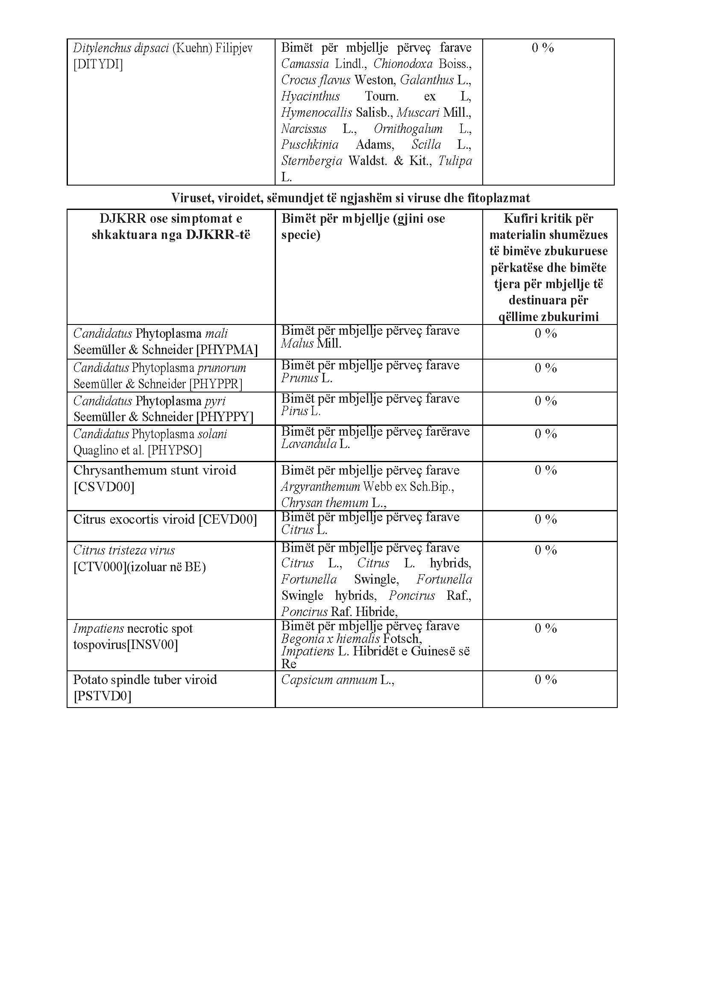 Ditylenchus dipsaci (Kuehn) Filipjev
[DITYDI]
Bimët për mbjellje përveç farave
Camassia Lindl., Chionodoxa Boiss.,
Crocus flavus Weston, Galanthus L.,
Hyacinthus Tourn. ex L,
Hymenocallis Salisb., Muscari Mill.,
Narcissus L., Ornithogalum L.,
Puschkinia Adams, Scilla L.,
Sternbergia Waldst. & Kit., Tulipa
L.
0 %
Viruset, viroidet, sëmundjet të ngjashëm si viruse dhe fitoplazmat
DJKRR ose simptomat e
shkaktuara nga DJKRR-të
Bimët për mbjellje (gjini ose
specie)
Kufiri kritik për
materialin shumëzues
të bimëve zbukuruese
përkatëse dhe bimëte
tjera për mbjellje të
destinuara për
qëllime zbukurimi
Candidatus Phytoplasma mali
Seemüller & Schneider [PHYPMA]
Bimët për mbjellje përveç farave
Malus Mill.
0 %
Candidatus Phytoplasma prunorum
Seemüller & Schneider [PHYPPR]
Bimët për mbjellje përveç farave
Prunus L.
0 %
Candidatus Phytoplasma pyri
Seemüller & Schneider [PHYPPY]
Bimët për mbjellje përveç farave
Pirus L.
0 %
Candidatus Phytoplasma solani
Quaglino et al. [PHYPSO]
Bimët për mbjellje përveç farërave
Lavandula L.
0 %
Chrysanthemum stunt viroid
[CSVD00]
Bimët për mbjellje përveç farave
Argyranthemum Webb ex Sch.Bip.,
Chrysan themum L.,
0 %
Citrus exocortis viroid [CEVD00]
Bimët për mbjellje përveç farave
Citrus L.
0 %
Citrus tristeza virus
[CTV000](izoluar në BE)
Bimët për mbjellje përveç farave
Citrus L., Citrus L. hybrids,
Fortunella Swingle, Fortunella
Swingle hybrids, Poncirus Raf.,
Poncirus Raf. Hibride,
0 %
Impatiens necrotic spot
tospovirus[INSV00]
Bimët për mbjellje përveç farave
Begonia x hiemalis Fotsch,
Impatiens L. Hibridët e Guinesë së
Re
0 %
Potato spindle tuber viroid
[PSTVD0]
Capsicum annuum L.,
0 %